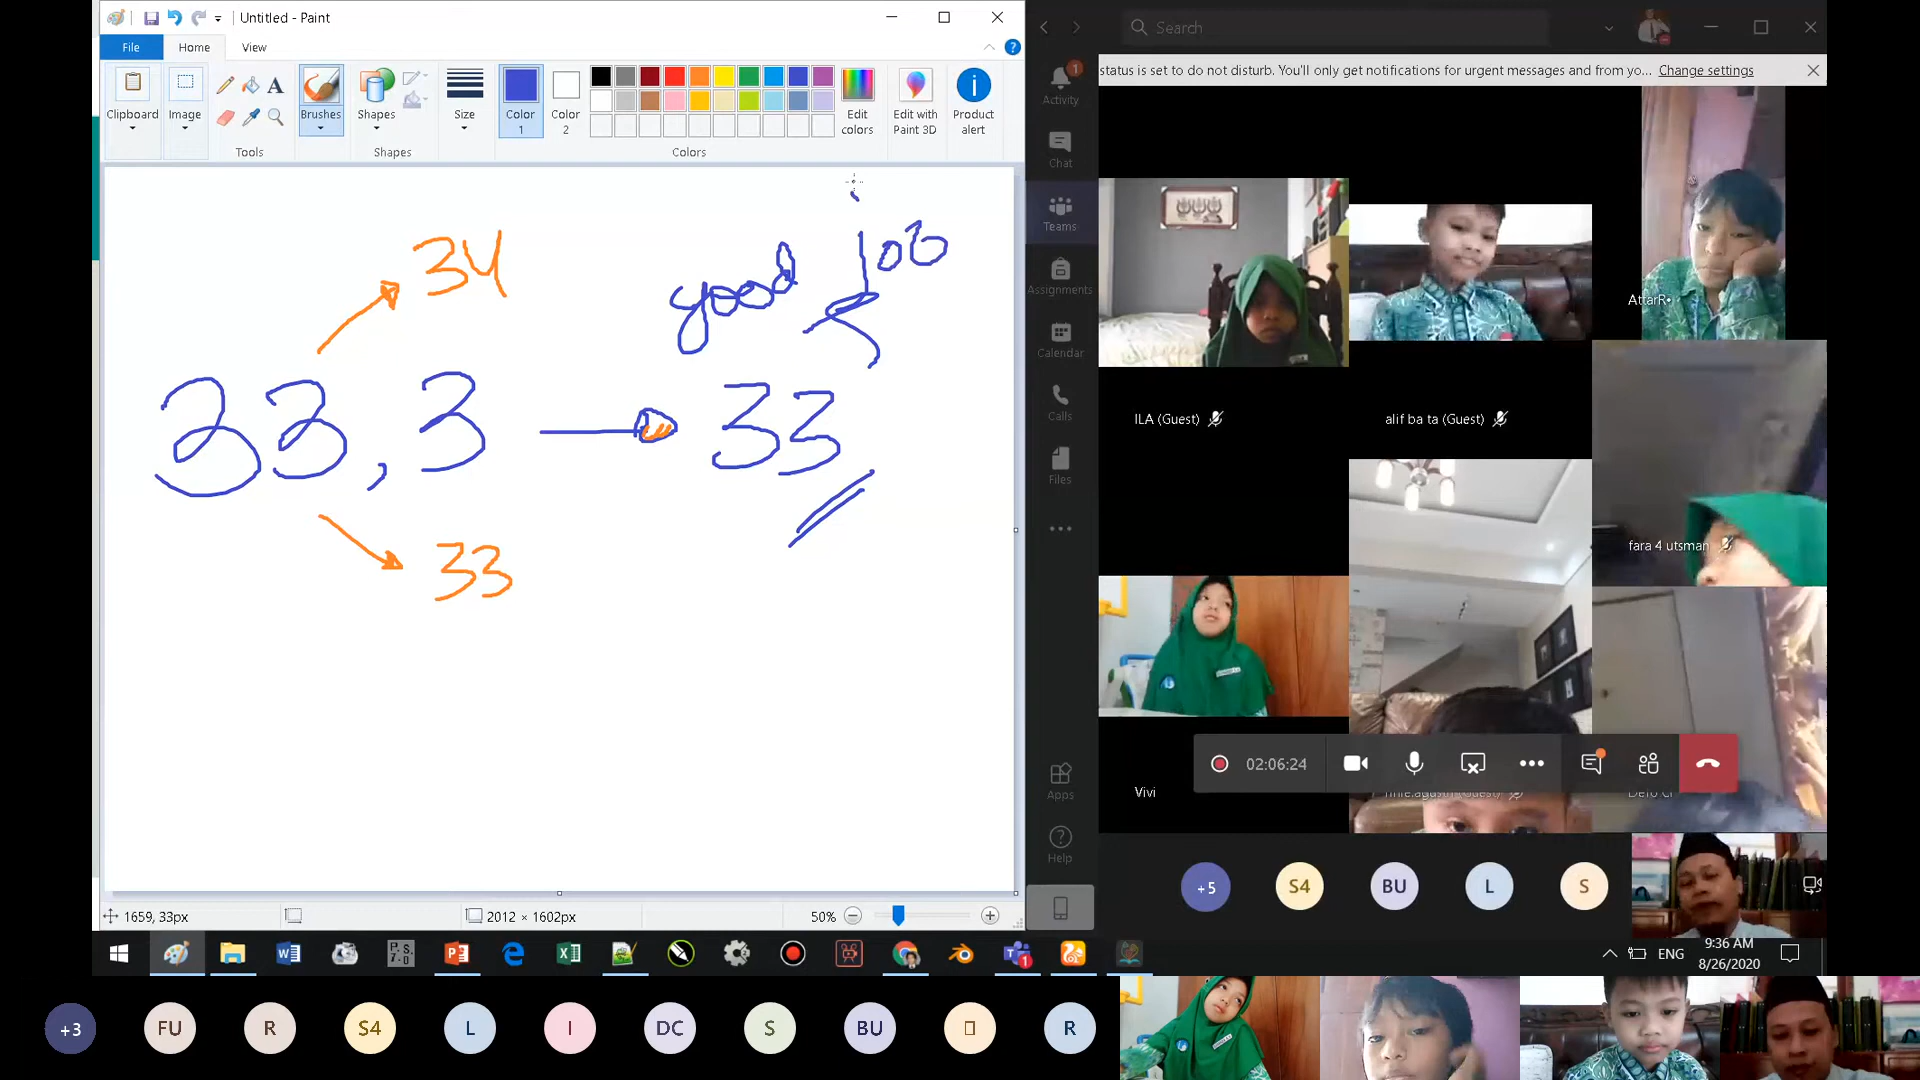 Untitled - Paint
File
Home
View
Clipboard
Image
Tools
Brushes
Shapes
Shapes
Size
Color 1
Color 2
Edit colors
Colors
Edit with Paint 3D
Product alert
34
good job
33,3
33
33
1659, 33px
2012 × 1602px
50%
Search
status is set to do not disturb. You'll only get notifications for urgent messages and from yo... Change settings
1
Activity
Chat
Teams
Assignments
Calendar
Calls
Files
Apps
Help
AttarR•
ILA (Guest)
alif ba ta (Guest)
fara 4 utsman
02:06:24
Vivi
+5
S4
BU
L
S
P.S.
7.0
1
ENG
9:36 AM
8/26/2020
+3
FU
R
S4
L
I
DC
S
BU
R